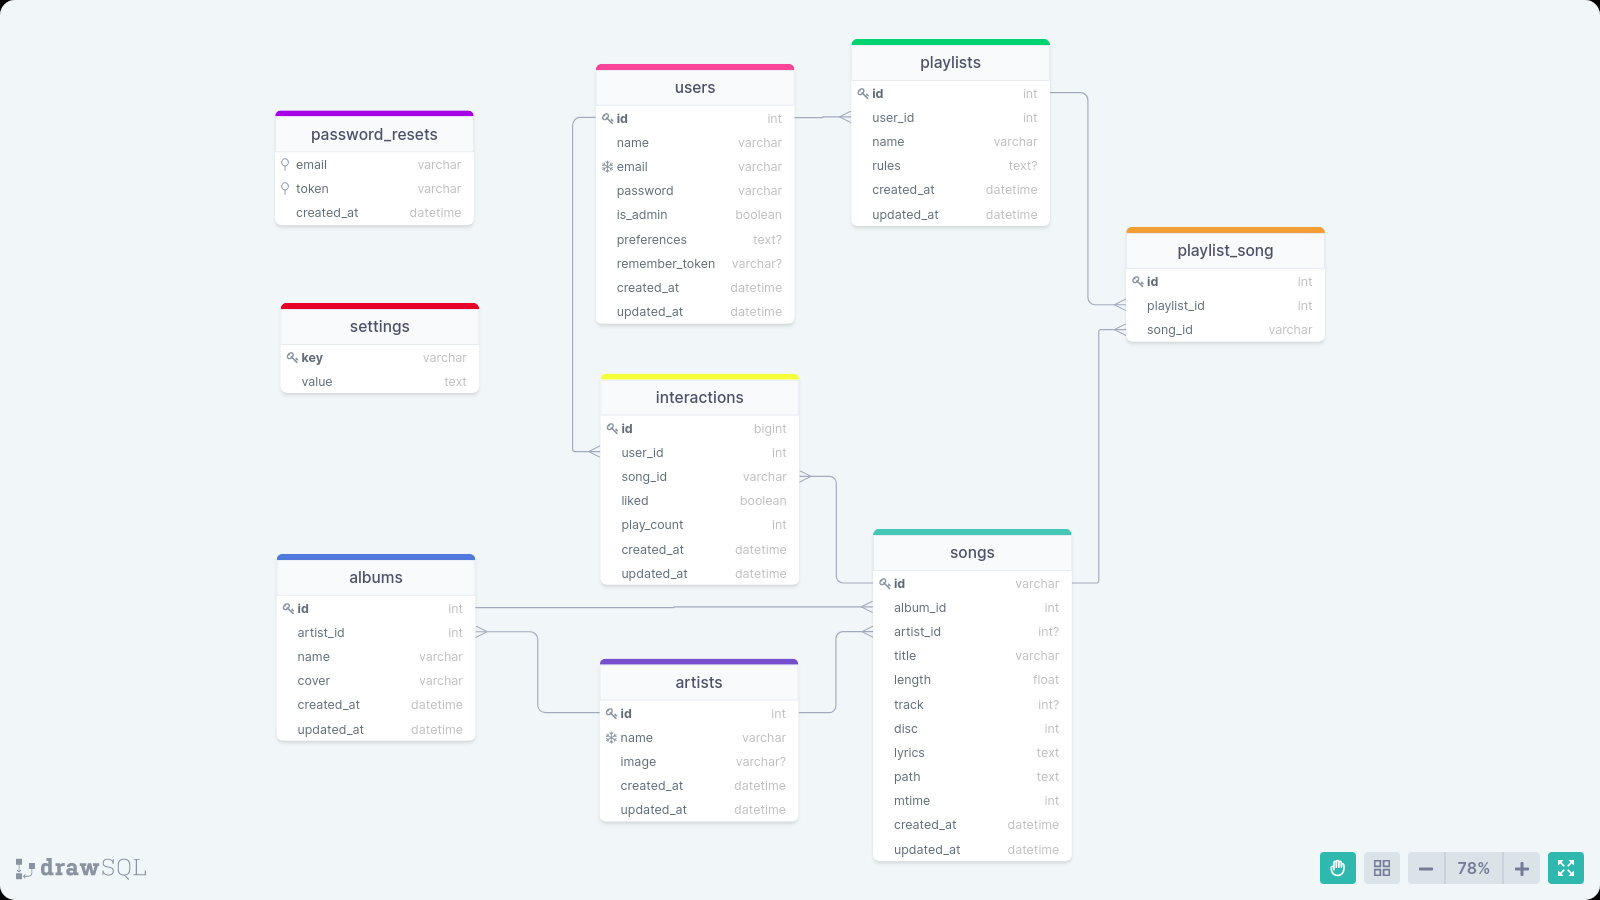 password_resets
email varchar
token varchar
created_at datetime
settings
key varchar
value text
users
id int
name varchar
email varchar
password varchar
is_admin boolean
preferences text?
remember_token varchar?
created_at datetime
updated_at datetime
playlists
id int
user_id int
name varchar
rules text?
created_at datetime
updated_at datetime
playlist_song
id int
playlist_id int
song_id varchar
interactions
id bigint
user_id int
song_id varchar
liked boolean
play_count int
created_at datetime
updated_at datetime
albums
id int
artist_id int
name varchar
cover varchar
created_at datetime
updated_at datetime
artists
id int
name varchar
image varchar?
created_at datetime
updated_at datetime
songs
id varchar
album_id int
artist_id int?
title varchar
length float
track int?
disc int
lyrics text
path text
mtime int
created_at datetime
updated_at datetime
drawSQL
78%